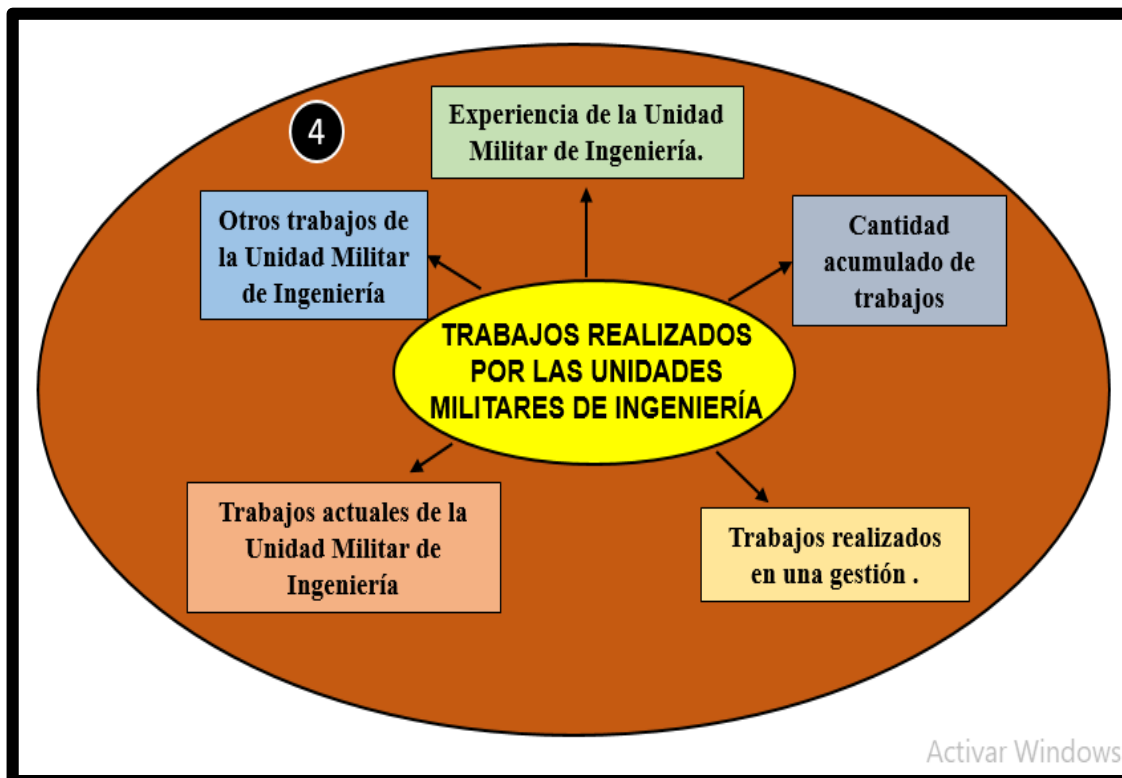 4
Experiencia de la Unidad
Militar de Ingeniería.
Otros trabajos de
la Unidad Militar
de Ingeniería
Cantidad
acumulado de
trabajos
TRABAJOS REALIZADOS
POR LAS UNIDADES
MILITARES DE INGENIERÍA
Trabajos actuales de la
Unidad Militar de
Ingeniería
Trabajos realizados
en una gestión .
Activar Windows